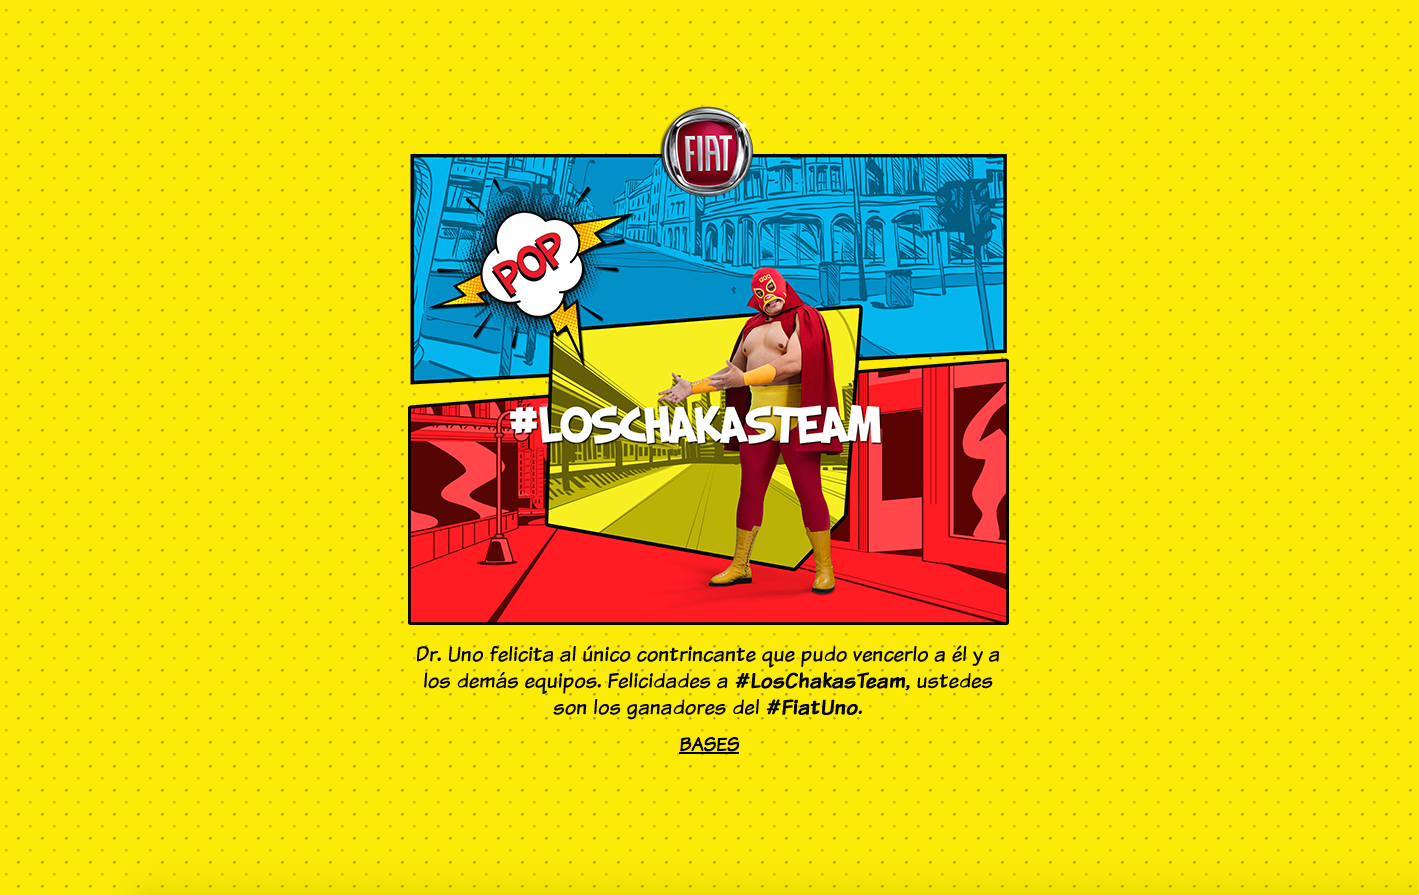 FIAT
POP
#LOSCHAKASTEAM
Dr. Uno felicita al único contrincante que pudo vencerlo a él y a
los demás equipos. Felicidades a #LosChakasTeam, ustedes
son los ganadores del #FiatUno.
BASES